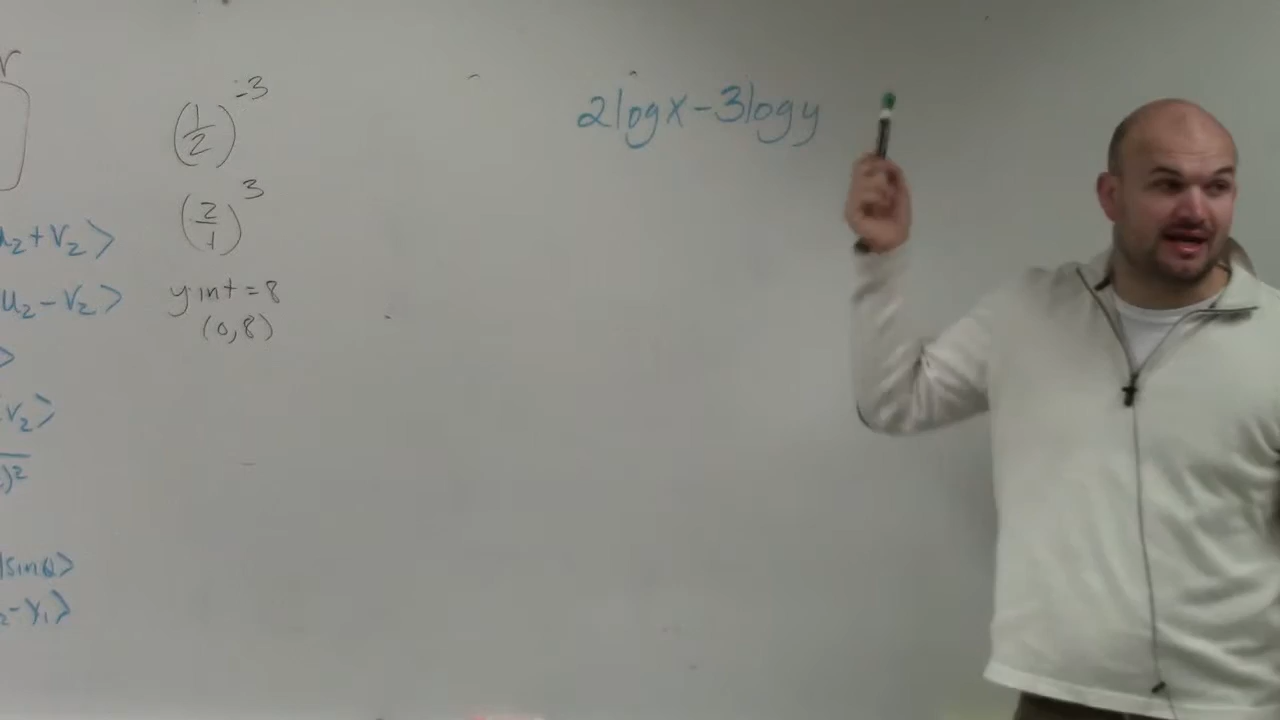 r
u₂+v₂>
u₂-v₂>
>
v₂>
)²
sinθ>
₂-y₁>
(1/2)⁻³
(2/1)³
y int = 8
(0,8)
2logx-3logy